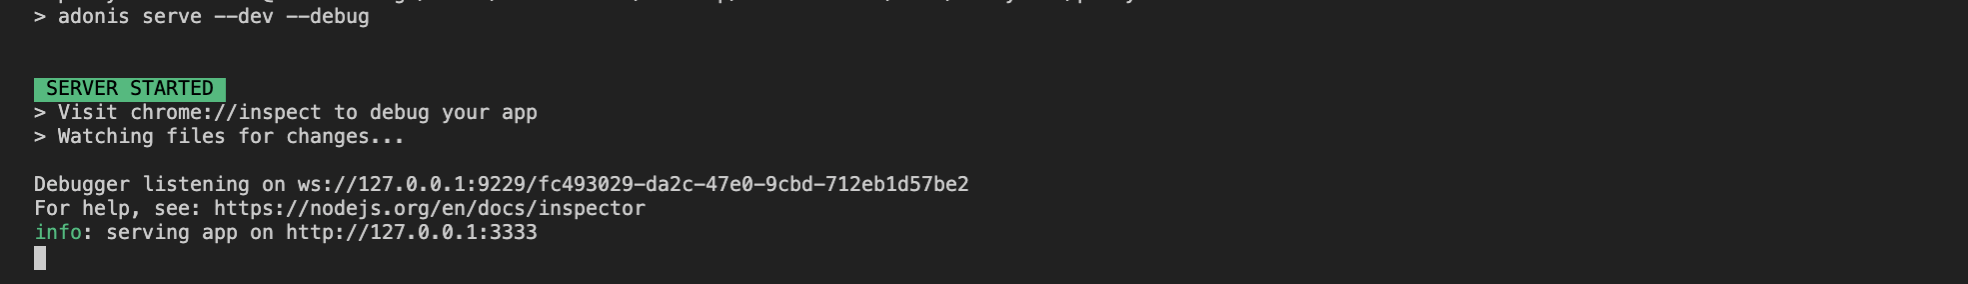 > adonis serve --dev --debug
SERVER STARTED
> Visit chrome://inspect to debug your app
> Watching files for changes...
Debugger listening on ws://127.0.0.1:9229/fc493029-da2c-47e0-9cbd-712eb1d57be2
For help, see: https://nodejs.org/en/docs/inspector
info: serving app on http://127.0.0.1:3333